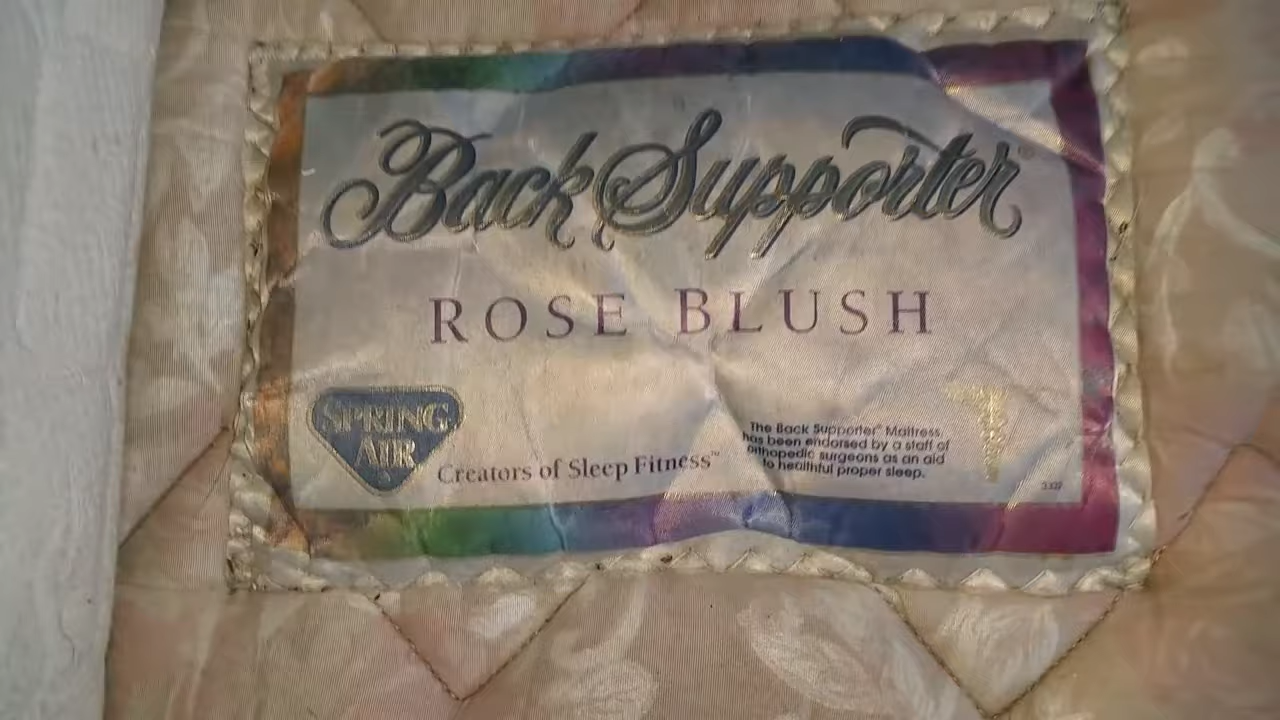 Back Supporter®
ROSE BLUSH
SPRING
AIR
Creators of Sleep Fitness™
The Back Supporter® Mattress
has been endorsed by a staff of
orthopedic surgeons as an aid
to healthful proper sleep.